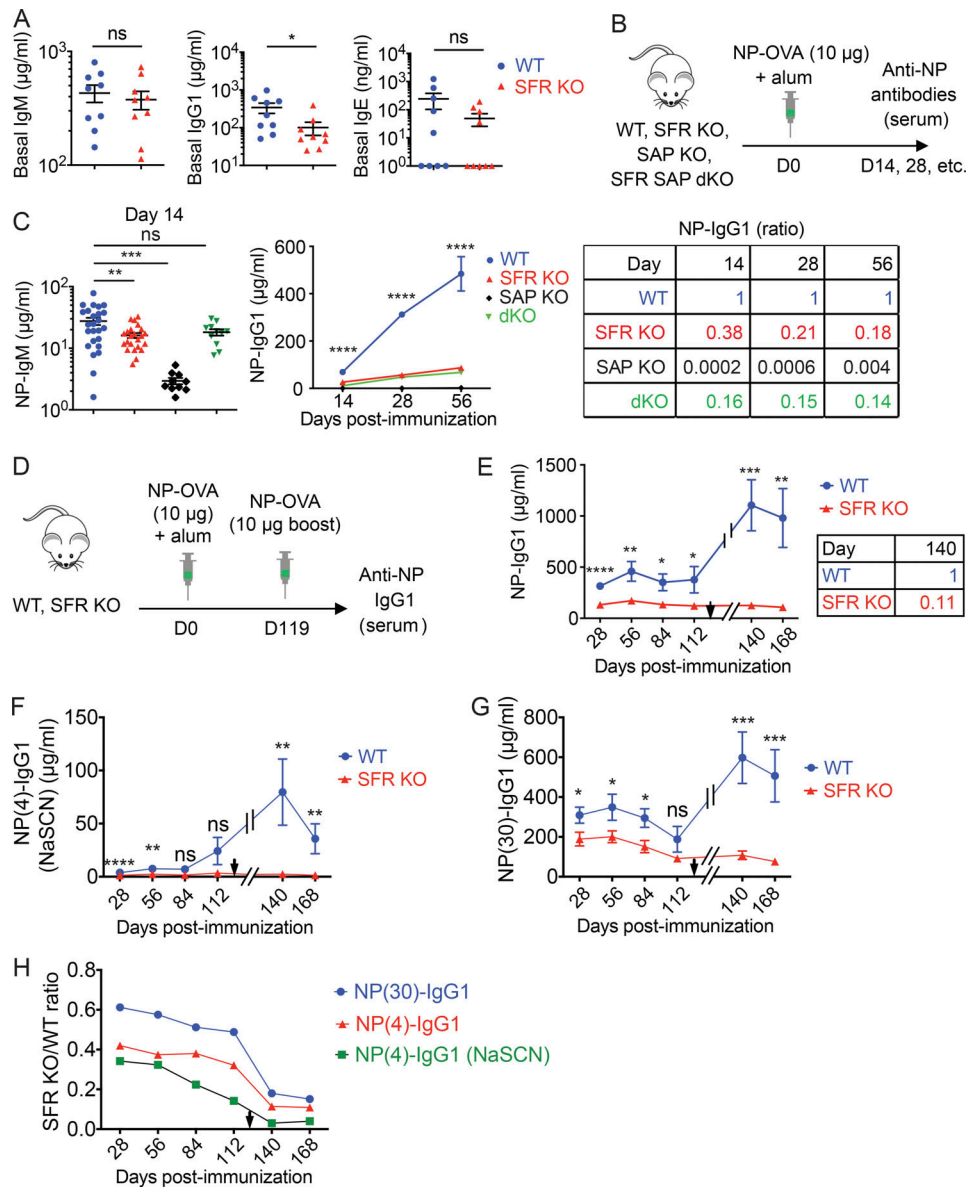 A
ns
Basal IgM (µg/ml)
10³
10²
*
Basal IgG1 (µg/ml)
10⁴
10³
10²
10¹
ns
Basal IgE (ng/ml)
10⁵
10⁴
10³
10²
10¹
10⁰
WT
SFR KO
B
NP-OVA (10 µg)
+ alum
Anti-NP
antibodies
(serum)
WT, SFR KO,
SAP KO,
SFR SAP dKO
D0
D14, 28, etc.
C
Day 14
ns
***
**
NP-IgM (µg/ml)
10²
10¹
10⁰
NP-IgG1 (µg/ml)
600
400
200
0
****
****
****
14
28
56
Days post-immunization
WT
SFR KO
SAP KO
dKO
NP-IgG1 (ratio)
Day 14 28 56
WT 1 1 1
SFR KO 0.38 0.21 0.18
SAP KO 0.0002 0.0006 0.004
dKO 0.16 0.15 0.14
D
NP-OVA
(10 µg)
+ alum
NP-OVA
(10 µg boost)
WT, SFR KO
D0
D119
Anti-NP
IgG1
(serum)
E
NP-IgG1 (µg/ml)
1500
1000
500
0
****
**
*
*
***
**
28
56
84
112
140
168
Days post-immunization
WT
SFR KO
Day 140
WT 1
SFR KO 0.11
F
NP(4)-IgG1
(NaSCN) (µg/ml)
150
100
50
0
****
**
ns
ns
**
**
28
56
84
112
140
168
Days post-immunization
WT
SFR KO
G
NP(30)-IgG1 (µg/ml)
800
600
400
200
0
*
*
*
ns
***
***
28
56
84
112
140
168
Days post-immunization
WT
SFR KO
H
SFR KO/WT ratio
0.8
0.6
0.4
0.2
0.0
28
56
84
112
140
168
Days post-immunization
NP(30)-IgG1
NP(4)-IgG1
NP(4)-IgG1 (NaSCN)